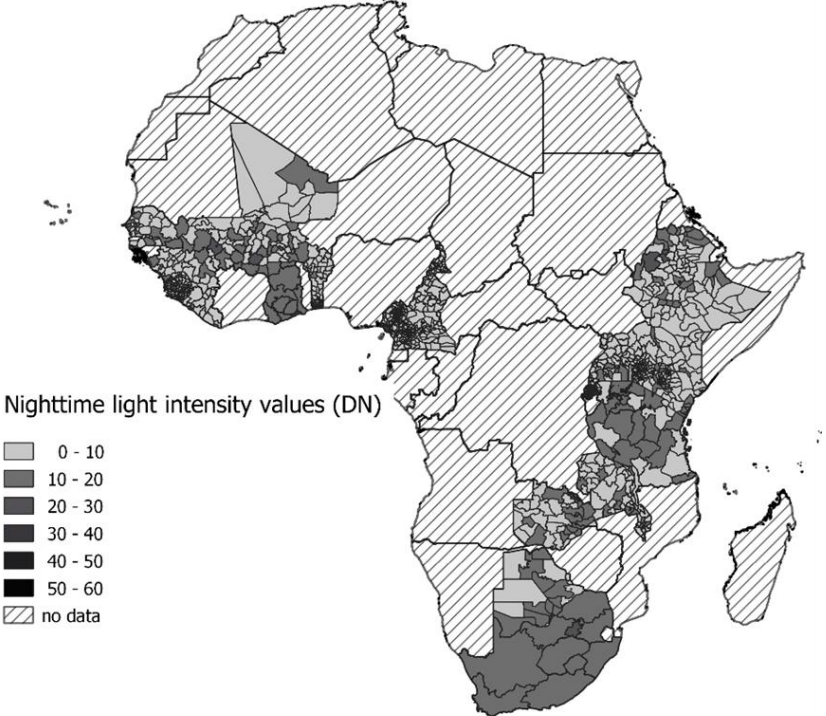 Nighttime light intensity values (DN)
0 - 10
10 - 20
20 - 30
30 - 40
40 - 50
50 - 60
no data